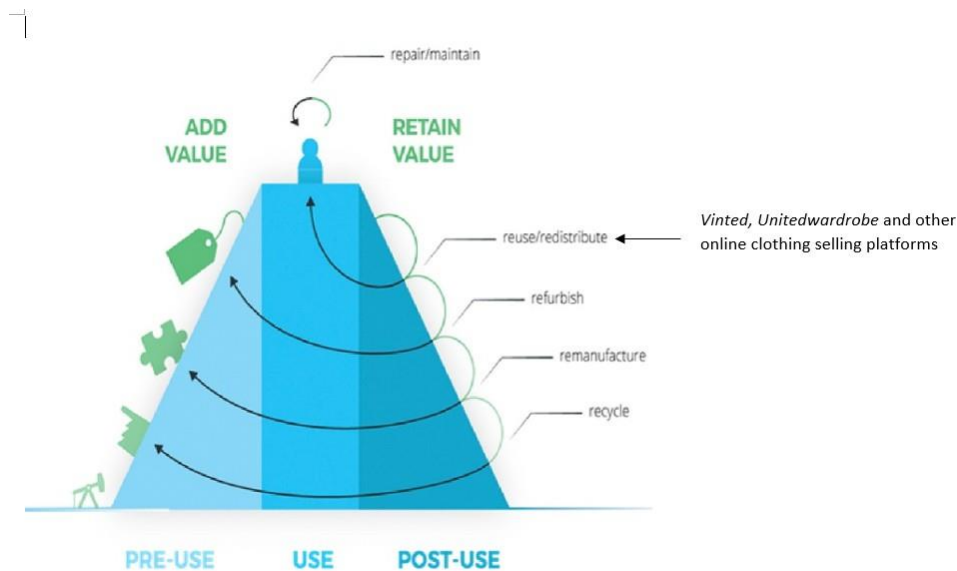 repair/maintain
ADD
VALUE
RETAIN
VALUE
reuse/redistribute
Vinted, Unitedwardrobe and other
online clothing selling platforms
refurbish
remanufacture
recycle
PRE-USE
USE
POST-USE